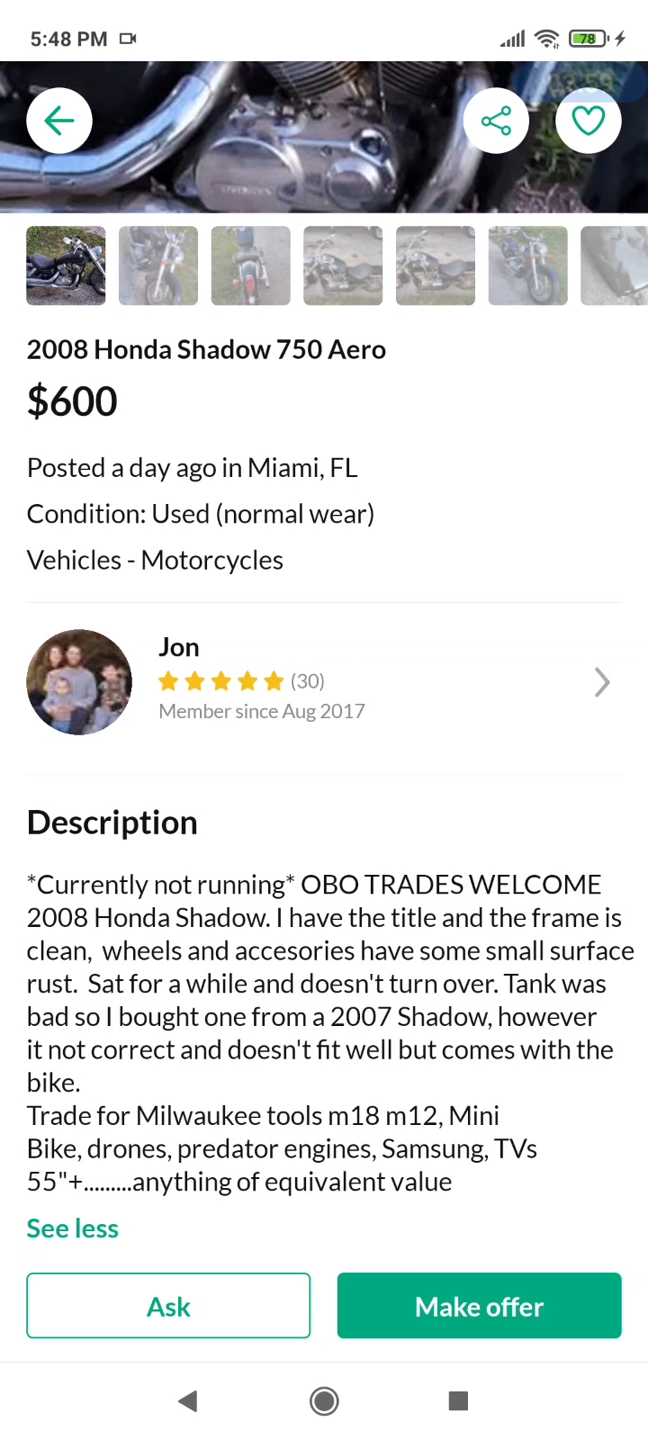 5:48 PM
78
03:59
HONDA
2008 Honda Shadow 750 Aero
$600
Posted a day ago in Miami, FL
Condition: Used (normal wear)
Vehicles - Motorcycles
Jon
(30)
Member since Aug 2017
Description
*Currently not running* OBO TRADES WELCOME
2008 Honda Shadow. I have the title and the frame is
clean,  wheels and accesories have some small surface
rust.  Sat for a while and doesn't turn over. Tank was
bad so I bought one from a 2007 Shadow, however
it not correct and doesn't fit well but comes with the
bike.
Trade for Milwaukee tools m18 m12, Mini
Bike, drones, predator engines, Samsung, TVs
55"+.........anything of equivalent value
See less
Ask
Make offer